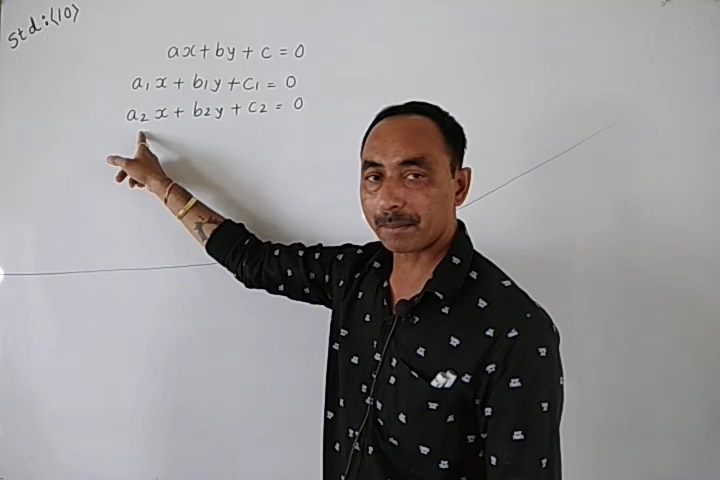 Std:(10)
ax+by+c=0
a₁x+b₁y+c₁=0
a₂x+b₂y+c₂=0